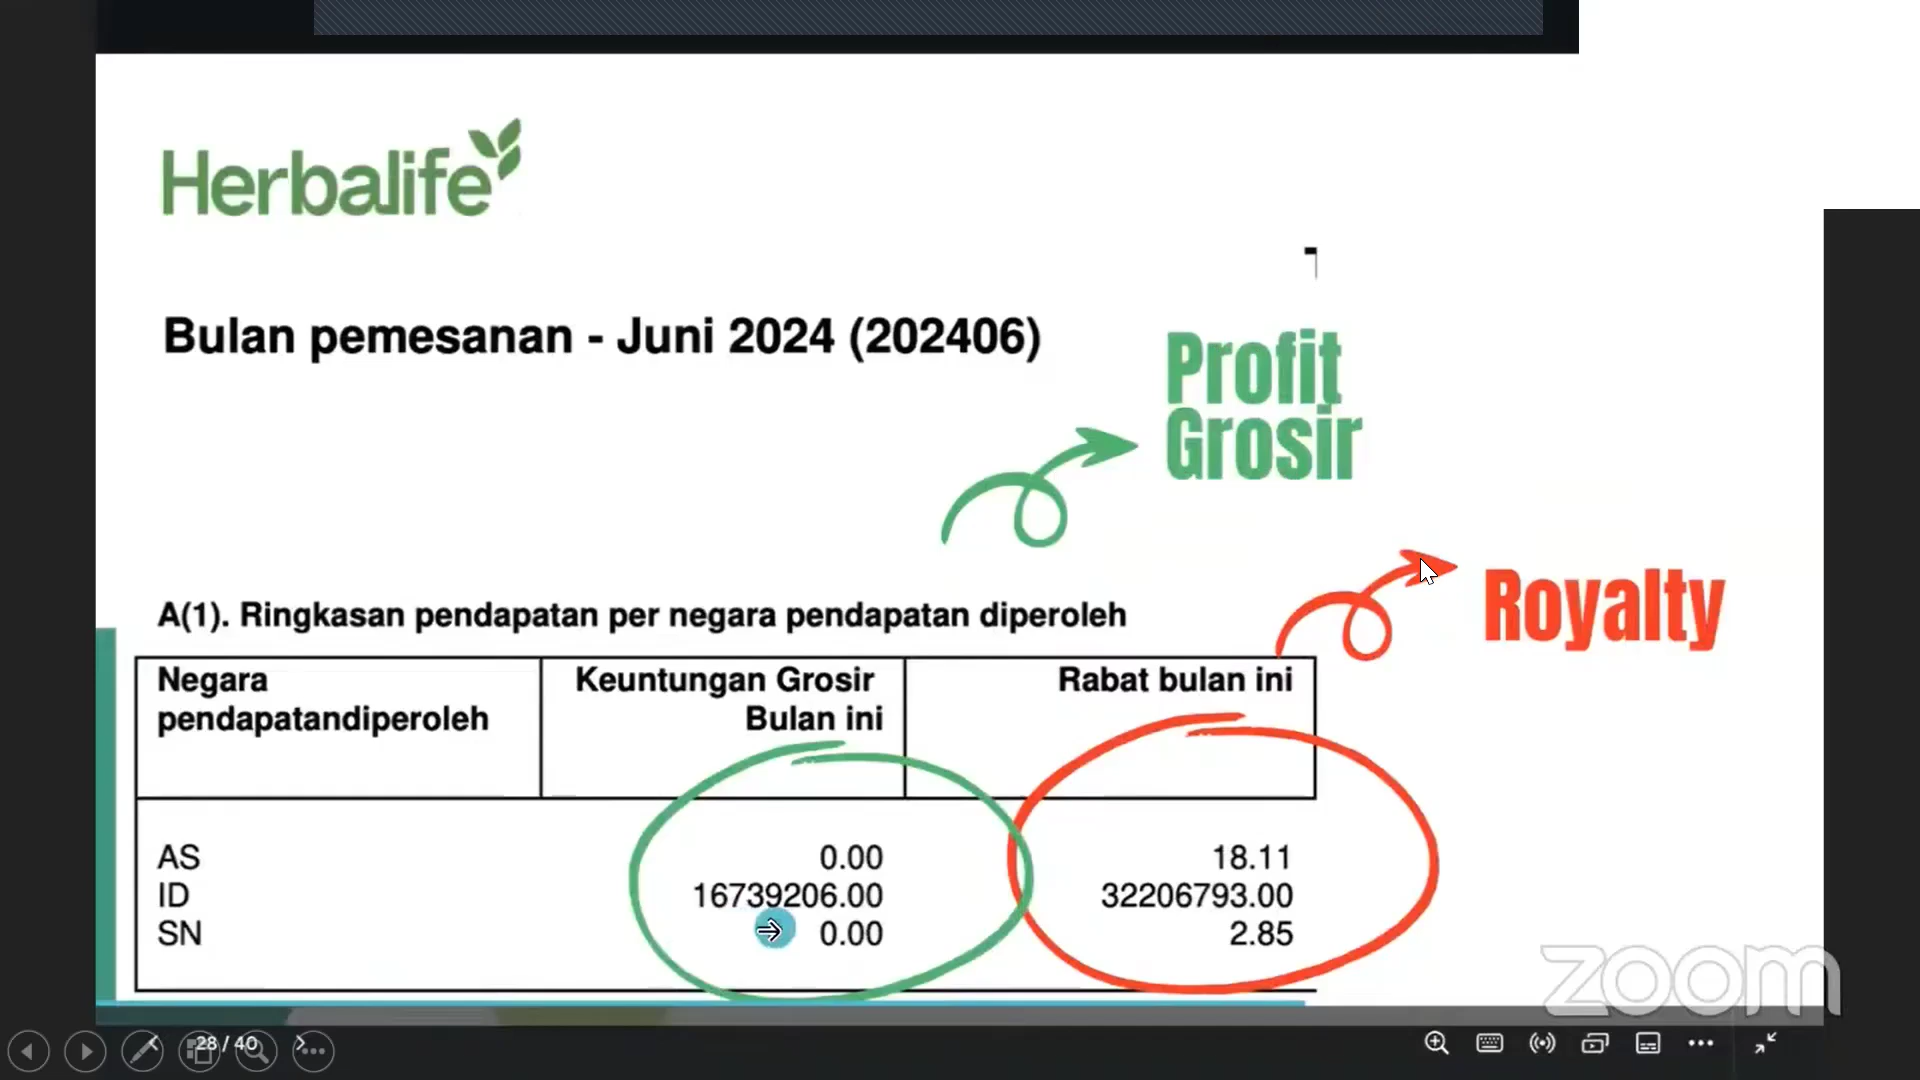 Herbalife
Bulan pemesanan - Juni 2024 (202406)
Profit
Grosir
Royalty
A(1). Ringkasan pendapatan per negara pendapatan diperoleh
Negara pendapatandiperoleh
Keuntungan Grosir Bulan ini
Rabat bulan ini
AS 0.00 18.11
ID 16739206.00 32206793.00
SN 0.00 2.85
zoom
28 / 40